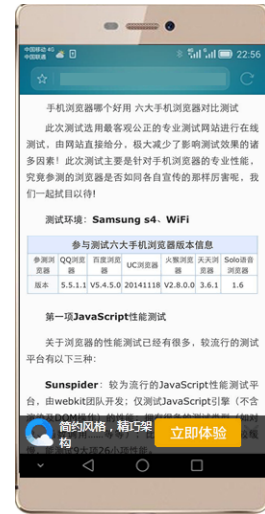 中国移动 4G
中国联通
22:56
手机浏览器哪个好用 六大手机浏览器对比测试
此次测试选用最客观公正的专业测试网站进行在线
测试，由网站直接给分，极大减少了影响测试效果的诸
多因素！此次测试主要是针对手机浏览器的专业性能，
究竟参测的浏览器是否如同各自宣传的那样厉害呢，我
们一起拭目以待!
测试环境：Samsung s4、WiFi
参与测试六大手机浏览器版本信息
参测浏览器 QQ浏览器 百度浏览器 UC浏览器 火猴浏览器 天天浏览器 Solo语音浏览器
版本 5.5.1.1 V5.4.5.0 20141118 V2.8.0.0 3.6.1 1.6
第一项JavaScript性能测试
关于浏览器的性能测试已经有很多，较流行的测试
平台有以下三种：
Sunspider：较为流行的JavaScript性能测试平
台，由webkit团队开发；仅测试JavaScript引擎（不含
简约风格，精巧架
构
立即体验